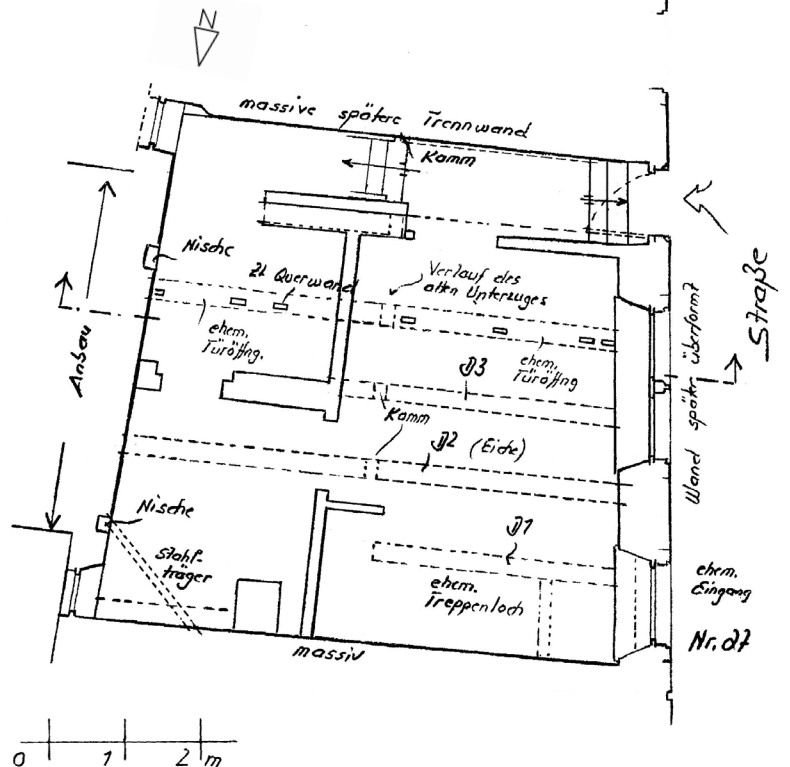 N
massive spätere Trennwand
Kamm
Nische
Zl Querwand
Verlauf des
alten Unterzuges
ehem.
Türöffng.
ehem.
Türöffng
D3
Kamm
D2 (Eiche)
Anbau
Straße
Wand später überformt
Nische
Stahl-
träger
D1
ehem.
Treppenloch
ehem.
Eingang
Nr. 27
massiv
0 1 2 m